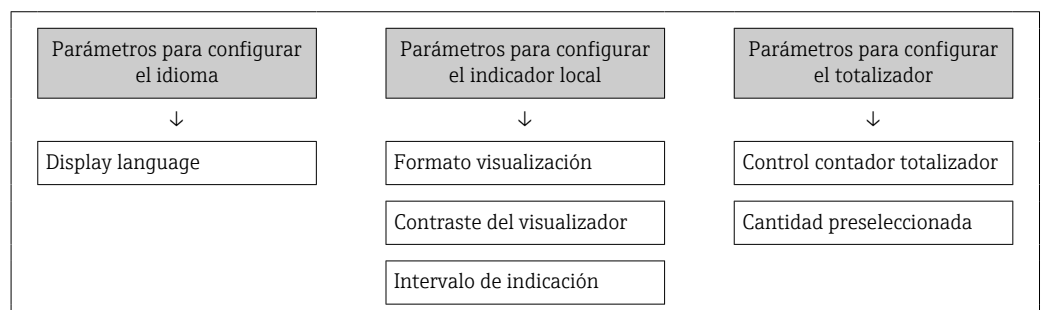 Parámetros para configurar
el idioma
↓
Display language
Parámetros para configurar
el indicador local
↓
Formato visualización
Contraste del visualizador
Intervalo de indicación
Parámetros para configurar
el totalizador
↓
Control contador totalizador
Cantidad preseleccionada